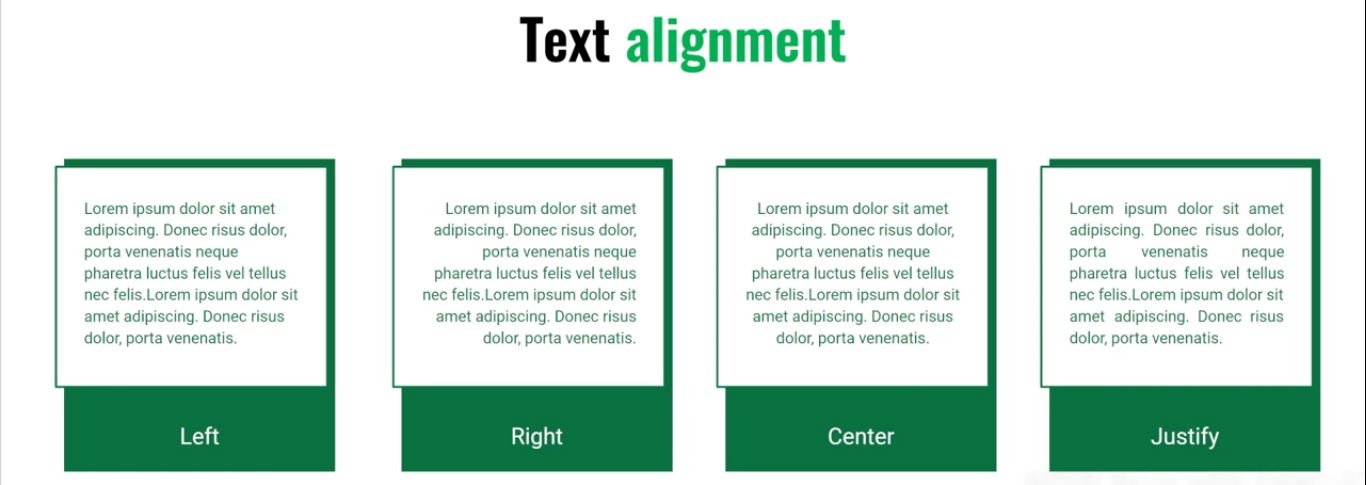 Text alignment
Lorem ipsum dolor sit amet
adipiscing. Donec risus dolor,
porta venenatis neque
pharetra luctus felis vel tellus
nec felis.Lorem ipsum dolor sit
amet adipiscing. Donec risus
dolor, porta venenatis.
Left
Lorem ipsum dolor sit amet
adipiscing. Donec risus dolor,
porta venenatis neque
pharetra luctus felis vel tellus
nec felis.Lorem ipsum dolor sit
amet adipiscing. Donec risus
dolor, porta venenatis.
Right
Lorem ipsum dolor sit amet
adipiscing. Donec risus dolor,
porta venenatis neque
pharetra luctus felis vel tellus
nec felis.Lorem ipsum dolor sit
amet adipiscing. Donec risus
dolor, porta venenatis.
Center
Lorem ipsum dolor sit amet
adipiscing. Donec risus dolor,
porta venenatis neque
pharetra luctus felis vel tellus
nec felis.Lorem ipsum dolor sit
amet adipiscing. Donec risus
dolor, porta venenatis.
Justify